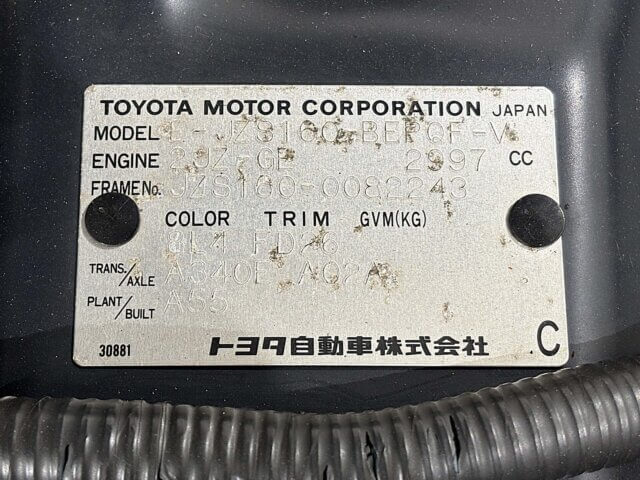 TOYOTA MOTOR CORPORATION JAPAN
MODEL E-JZS160-BEPQF-V
ENGINE 2JZ-GE 2997 CC
FRAME No. JZS160-0082243
COLOR TRIM GVM(KG)
FD26
TRANS./AXLE A340E A02A
PLANT/BUILT A55
30881 トヨタ自動車株式会社 C